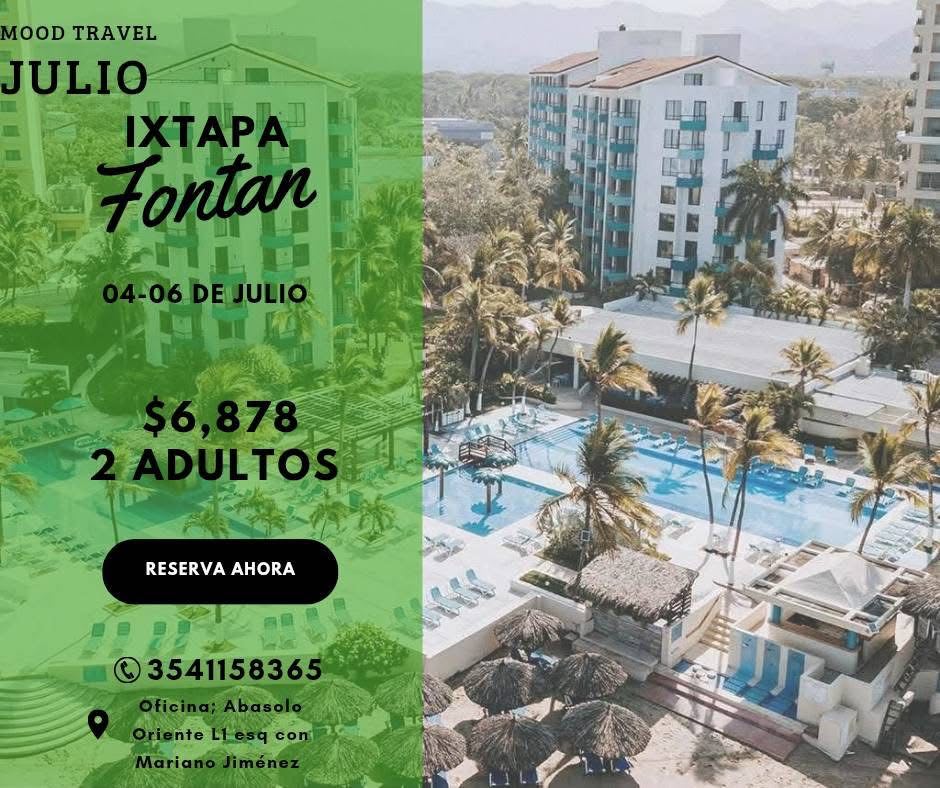 MOOD TRAVEL
JULIO
IXTAPA
Fontan
04-06 DE JULIO
$6,878
2 ADULTOS
RESERVA AHORA
3541158365
Oficina; Abasolo
Oriente L1 esq con
Mariano Jiménez